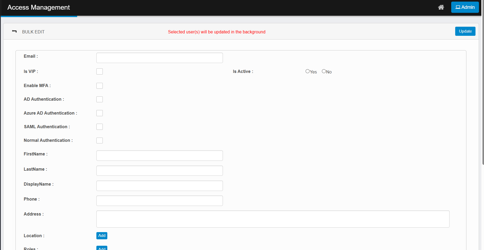 Access Management
Admin
BULK EDIT
Selected user(s) will be updated in the background
Update
Email :
Is VIP :
Is Active :
Yes
No
Enable MFA :
AD Authentication :
Azure AD Authentication :
SAML Authentication :
Normal Authentication :
FirstName :
LastName :
DisplayName :
Phone :
Address :
Location :
Add
Roles :
Add